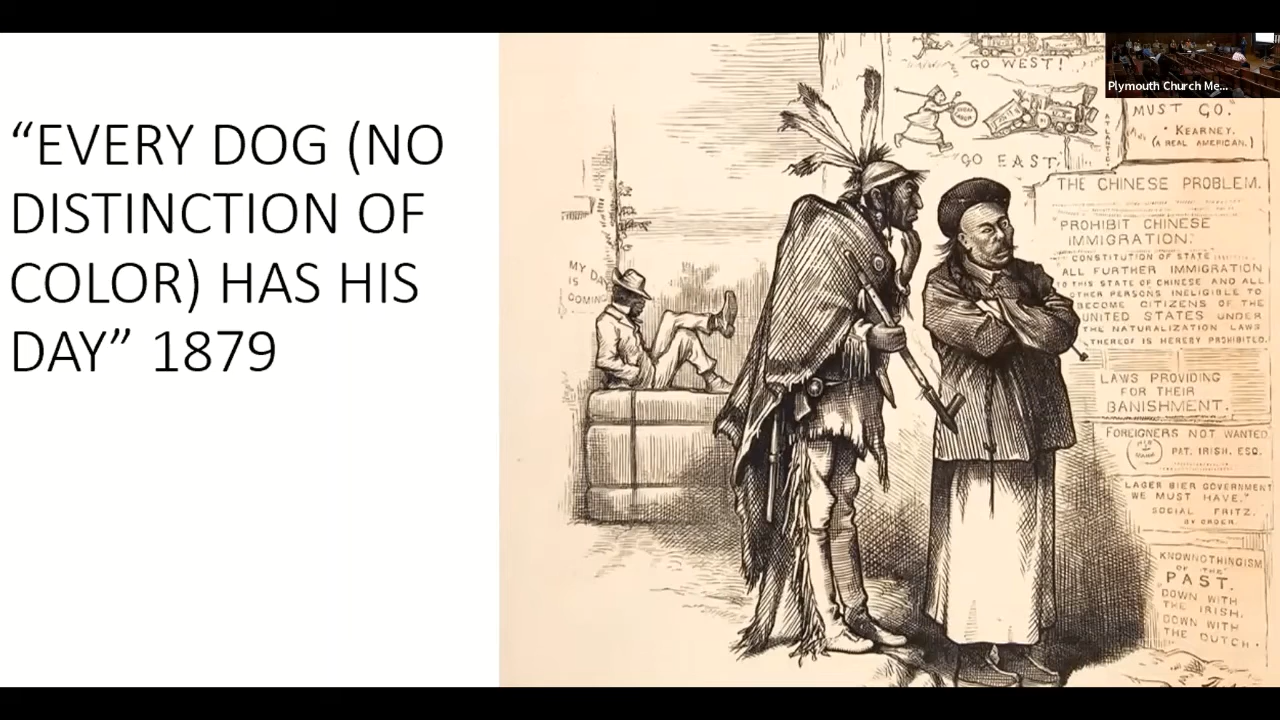 “EVERY DOG (NO
DISTINCTION OF
COLOR) HAS HIS
DAY” 1879
Plymouth Church Me...
GO WEST!
GO EAST.
ATLANTIC.
MUST GO."
KEARNEY.
(A REAL AMERICAN.)
THE CHINESE PROBLEM.
"PROHIBIT CHINESE
IMMIGRATION."
CONSTITUTION OF STATE
ALL FURTHER IMMIGRATION
TO THIS STATE OF CHINESE AND ALL
OTHER PERSONS INELIGIBLE TO
BECOME CITIZENS OF THE
UNITED STATES UNDER
THE NATURALIZATION LAWS
THEREOF IS HEREBY PROHIBITED.
LAWS PROVIDING
FOR THEIR
BANISHMENT.
FOREIGNERS NOT WANTED
PAT. IRISH, ESQ.
LAGER BIER GOVERNMENT
WE MUST HAVE."
SOCIAL FRITZ.
BY ORDER.
KNOWNOTHINGISM
OF THE
PAST.
"DOWN WITH
THE IRISH.
DOWN WITH
THE DUTCH.
MY
IS
COMING